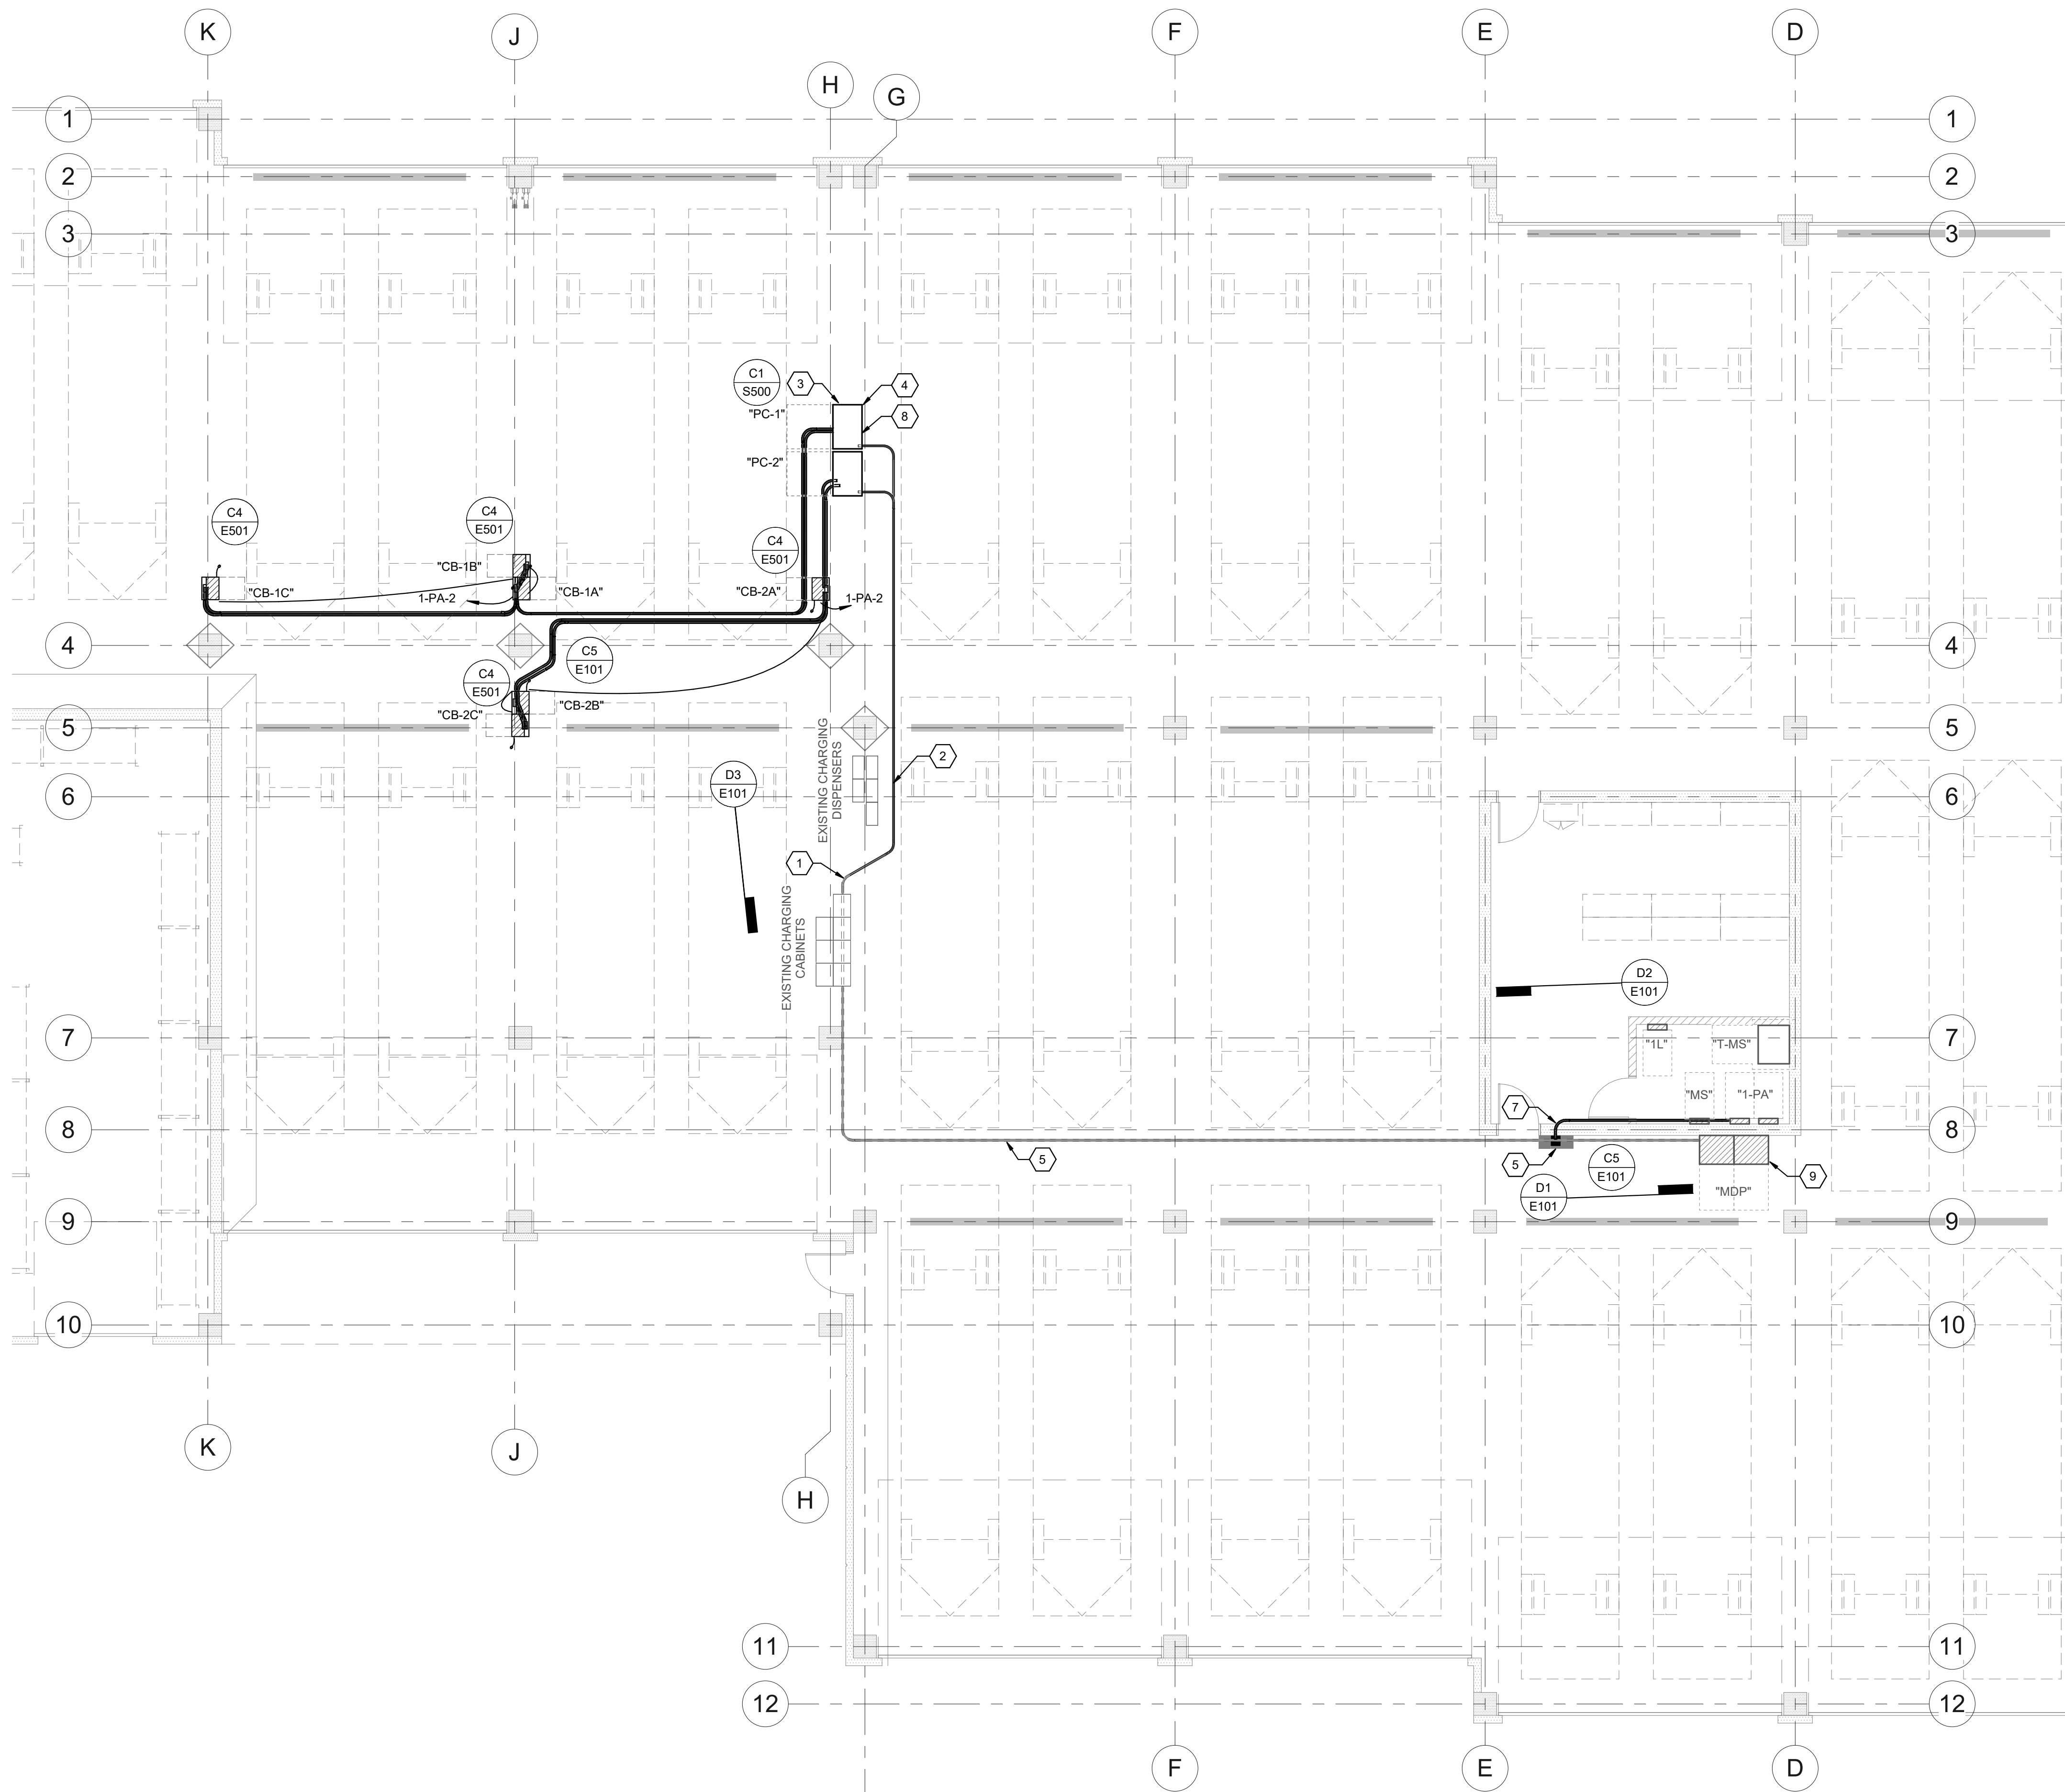 K
J
H
G
F
E
D
1
1
2
2
3
3
C1
S500
3
4
"PC-1"
8
"PC-2"
C4
E501
C4
E501
C4
E501
"CB-1B"
"CB-1C"
1-PA-2
"CB-1A"
"CB-2A"
1-PA-2
4
4
C5
E101
C4
E501
"CB-2C"
"CB-2B"
5
5
EXISTING CHARGING
DISPENSERS
2
D3
E101
6
6
1
EXISTING CHARGING
CABINETS
D2
E101
7
7
"1L"
"T-MS"
"MS"
"1-PA"
7
8
8
5
5
C5
E101
9
D1
E101
"MDP"
9
9
10
10
K
J
H
11
11
12
12
F
E
D